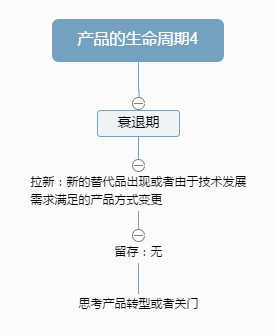 产品的生命周期4
衰退期
拉新：新的替代品出现或者由于技术发展
需求满足的产品方式变更
留存：无
思考产品转型或者关门